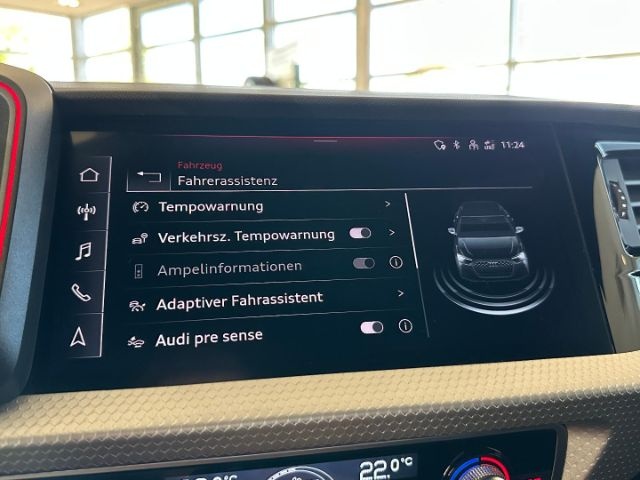 11:24
Fahrzeug
Fahrerassistenz
Tempowarnung
Verkehrsz. Tempowarnung
Ampelinformationen
Adaptiver Fahrassistent
Audi pre sense
22.0°C